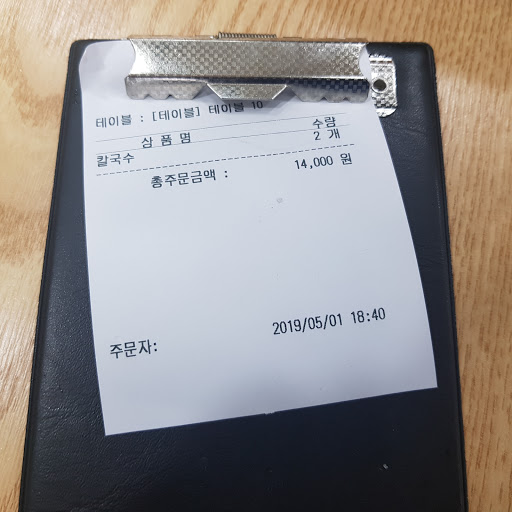 테이블 : [테이블] 테이블 10
상 품 명 수량
칼국수 2 개
총주문금액 : 14,000 원
2019/05/01 18:40
주문자: